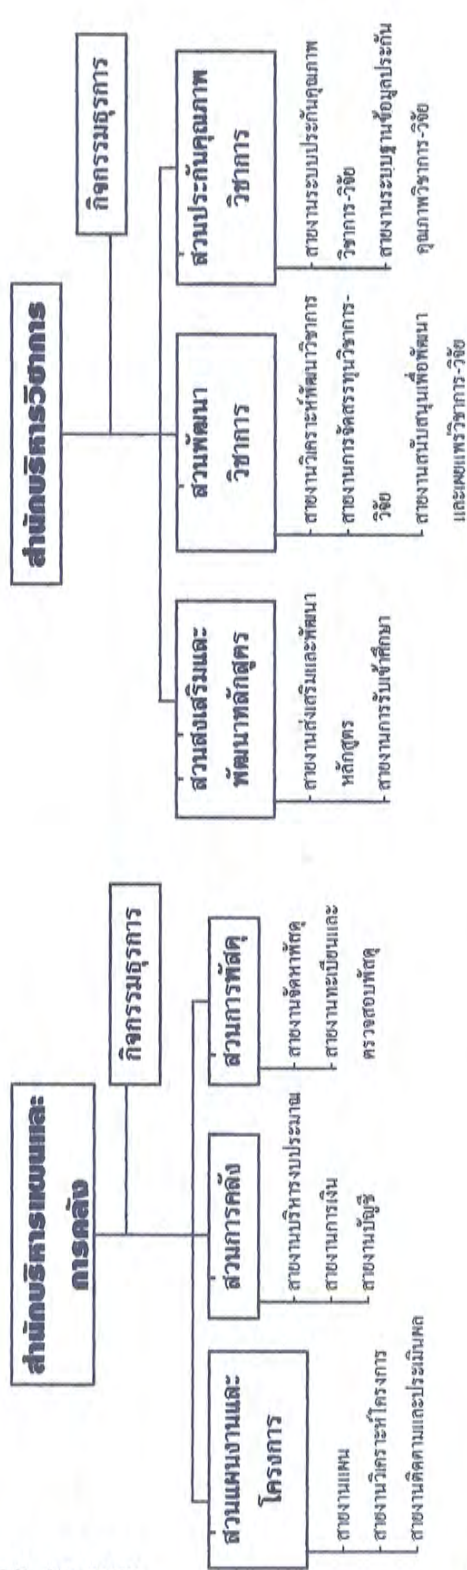 สำนักบริหารแผนและ
การคลัง
กิจกรรมธุรการ
ส่วนแผนงานและ
โครงการ
- สายงานแผน
- สายงานวิเคราะห์โครงการ
- สายงานติดตามและประเมินผล
ส่วนการคลัง
- สายงานบริหารงบประมาณ
- สายงานการเงิน
- สายงานบัญชี
ส่วนการพัสดุ
- สายงานจัดหาพัสดุ
- สายงานทะเบียนและ
ตรวจสอบพัสดุ
สำนักบริหารวิชาการ
กิจกรรมธุรการ
ส่วนส่งเสริมและ
พัฒนาหลักสูตร
- สายงานส่งเสริมและพัฒนา
หลักสูตร
- สายงานการรับเข้าศึกษา
ส่วนพัฒนา
วิชาการ
- สายงานวิเคราะห์พัฒนาวิชาการ
- สายงานการจัดสรรทุนวิชาการ-
วิจัย
- สายงานสนับสนุนเพื่อพัฒนา
และเผยแพร่วิชาการ-วิจัย
ส่วนประกันคุณภาพ
วิชาการ
- สายงานระบบประกันคุณภาพ
วิชาการ-วิจัย
- สายงานระบบฐานข้อมูลประกัน
คุณภาพวิชาการ-วิจัย